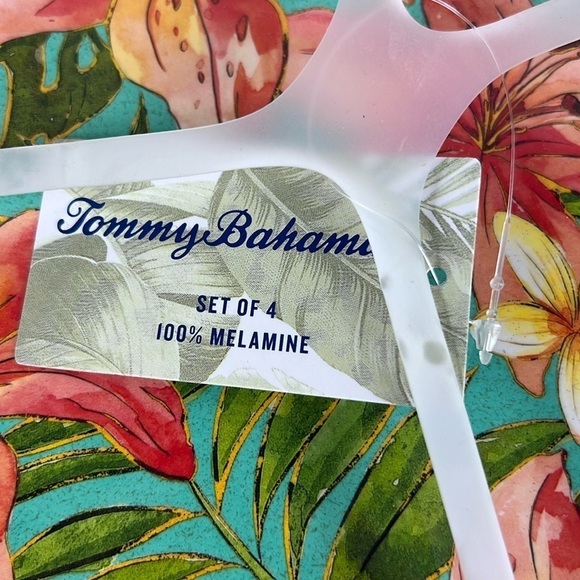 Tommy Bahama
SET OF 4
100% MELAMINE